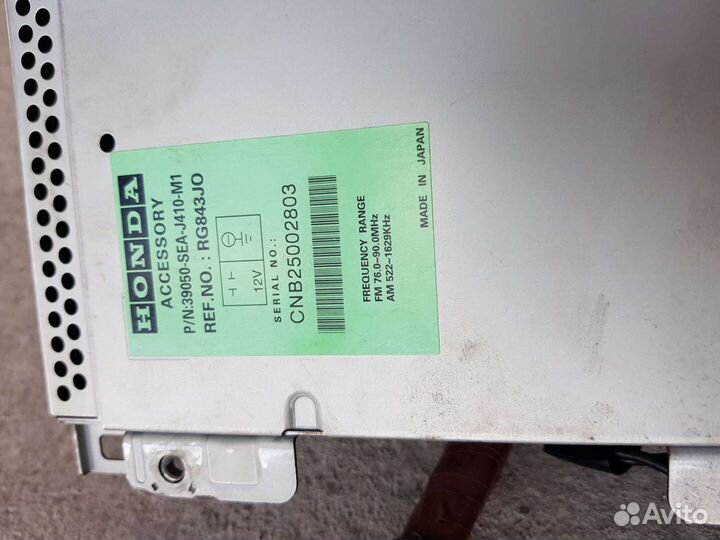 HONDA
ACCESSORY
P/N:39050-SEA-J410-M1
REF.NO.: RG843JO
12V
SERIAL NO.:
CNB25002803
FREQUENCY RANGE
FM 76.0~90.0MHz
AM 522~1629KHz
MADE IN JAPAN
Avito